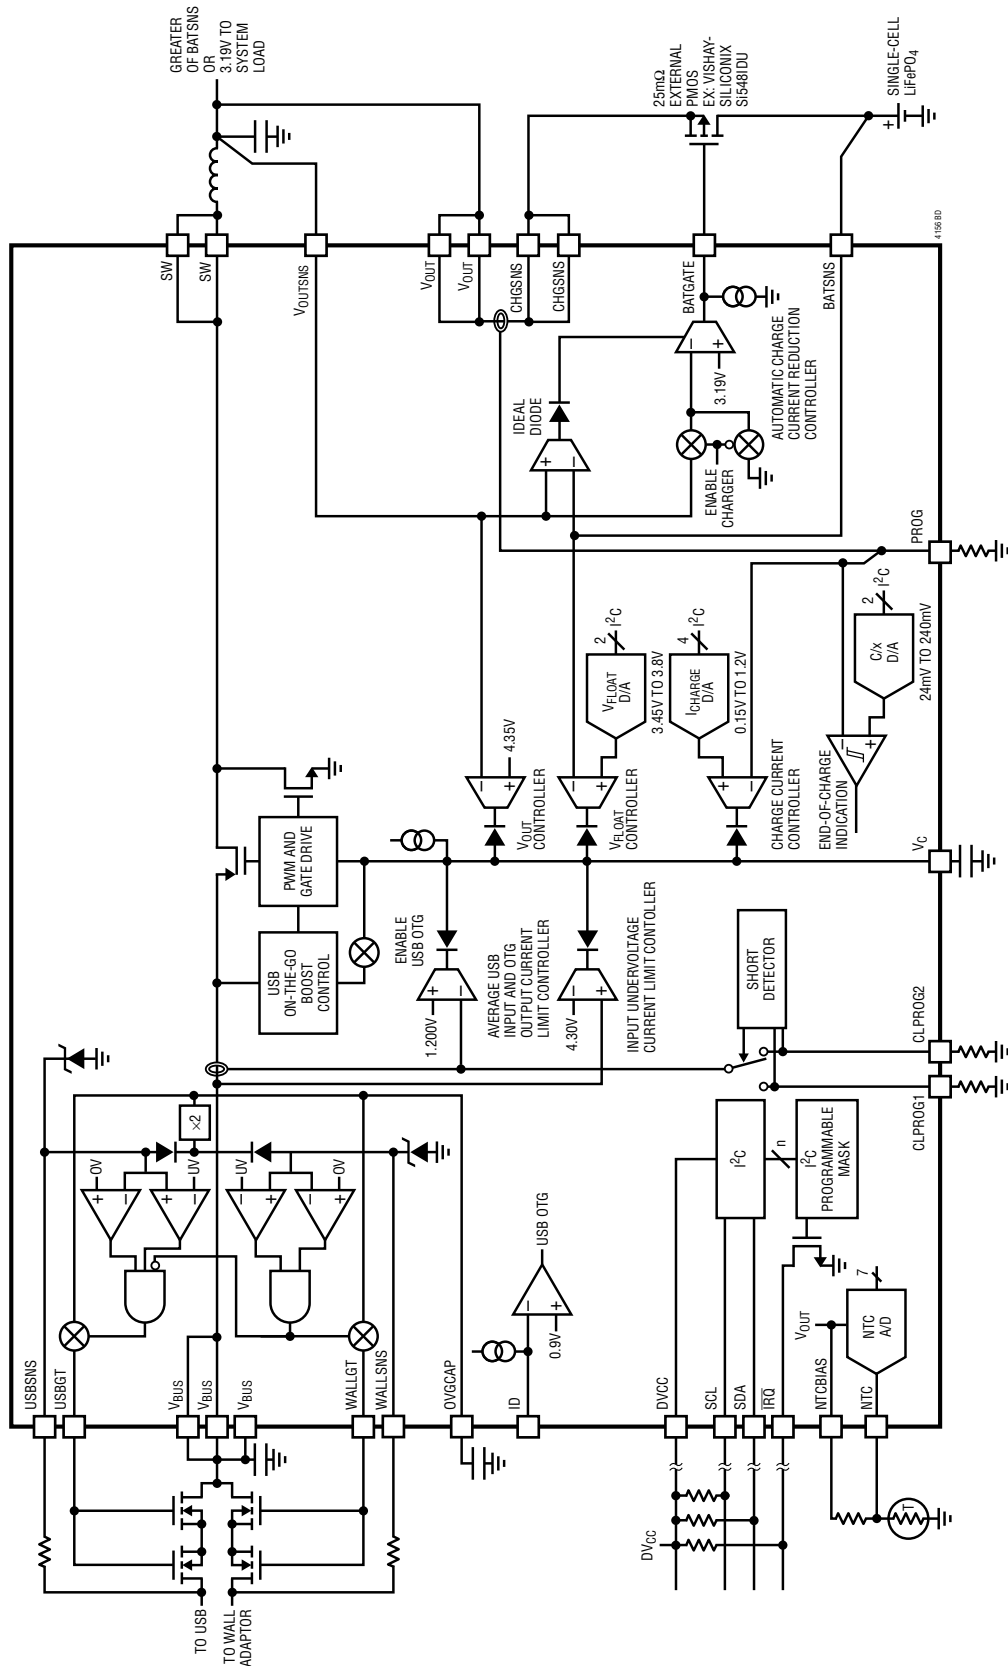 TO USB
TO WALL
ADAPTOR
USBSNS
USBGT
VBUS
VBUS
VBUS
WALLGT
WALLSNS
OVGCAP
ID
DVCC
SCL
SDA
IRQ
NTCBIAS
NTC
DVCC
T
OV
+
–
+
–
UV
×2
UV
–
+
–
+
OV
–
+
0.9V
USB OTG
VOUT
NTC
A/D
7
I2C
n
I2C
PROGRAMMABLE
MASK
CLPROG1
CLPROG2
SHORT
DETECTOR
USB
ON-THE-GO
BOOST
CONTROL
PWM AND
GATE DRIVE
ENABLE
USB OTG
1.200V
+
–
AVERAGE USB
INPUT AND OTG
OUTPUT CURRENT
LIMIT CONTROLLER
4.30V
–
+
INPUT UNDERVOLTAGE
CURRENT LIMIT CONTOLLER
VC
–
+
4.35V
VOUT
CONTROLLER
–
+
VFLOAT
CONTROLLER
VFLOAT
D/A
2
I2C
3.45V TO 3.8V
ICHARGE
D/A
4
I2C
0.15V TO 1.2V
+
–
CHARGE CURRENT
CONTROLLER
END-OF-CHARGE
INDICATION
–
+
C/x
D/A
2
I2C
24mV TO 240mV
PROG
IDEAL
DIODE
+
–
ENABLE
CHARGER
–
+
3.19V
AUTOMATIC CHARGE
CURRENT REDUCTION
CONTROLLER
SW
SW
VOUTSNS
VOUT
VOUT
CHGSNS
CHGSNS
BATGATE
BATSNS
GREATER
OF BATSNS
OR
3.19V TO
SYSTEM
LOAD
25mΩ
EXTERNAL
PMOS
EX: VISHAY-
SILICONIX
Si5481DU
+
SINGLE-CELL
LiFePO4
4156 BD